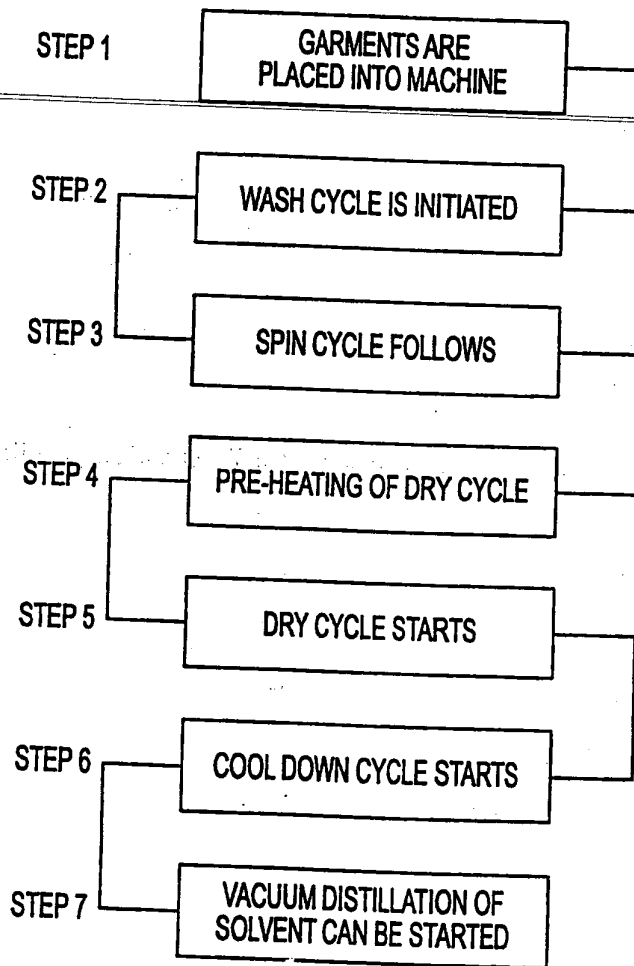 STEP 1
GARMENTS ARE
PLACED INTO MACHINE
STEP 2
WASH CYCLE IS INITIATED
STEP 3
SPIN CYCLE FOLLOWS
STEP 4
PRE-HEATING OF DRY CYCLE
STEP 5
DRY CYCLE STARTS
STEP 6
COOL DOWN CYCLE STARTS
STEP 7
VACUUM DISTILLATION OF
SOLVENT CAN BE STARTED